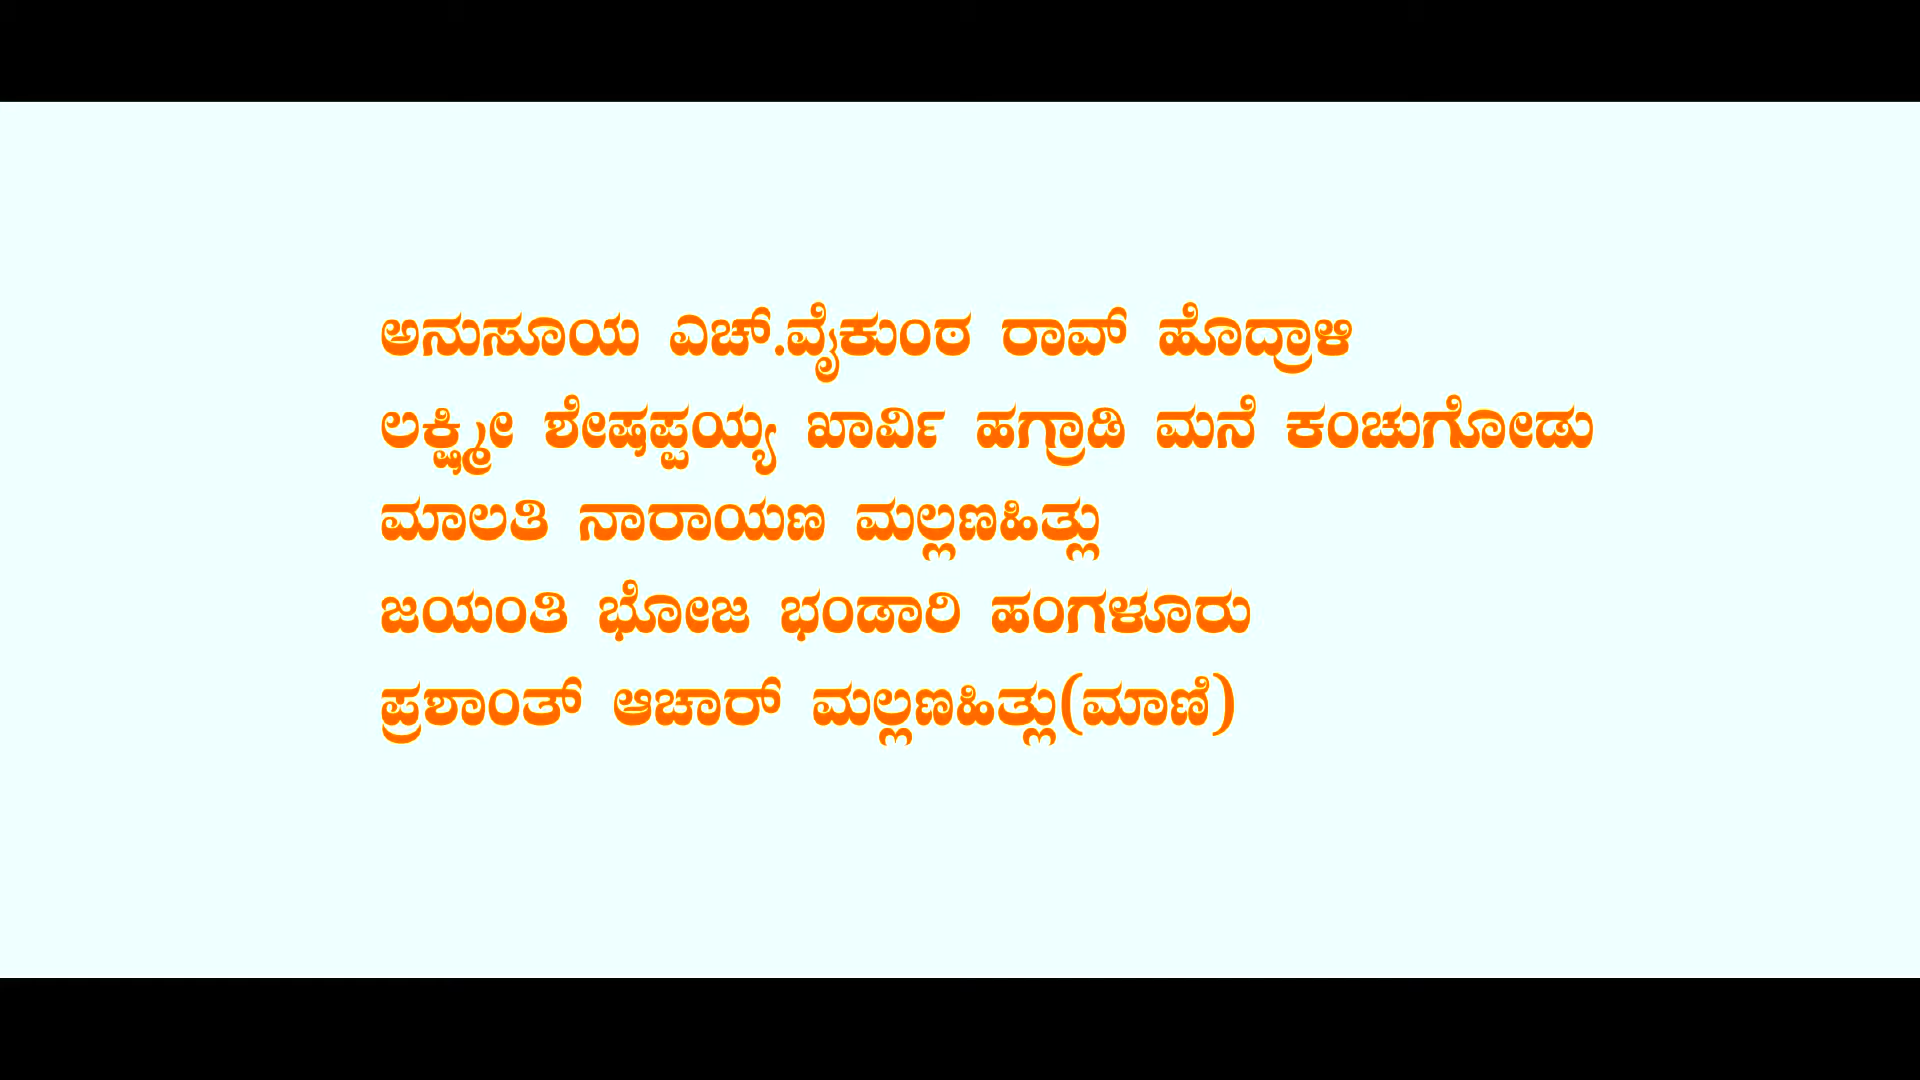 ಅನುಸೂಯ ಎಚ್.ವೈಕುಂಠ ರಾವ್ ಹೊದ್ರಾಳಿ
ಲಕ್ಷ್ಮೀ ಶೇಷಪ್ಪಯ್ಯ ಖಾರ್ವಿ ಹಗ್ರಾಡಿ ಮನೆ ಕಂಚುಗೋಡು
ಮಾಲತಿ ನಾರಾಯಣ ಮಲ್ಲಣಹಿತ್ಲು
ಜಯಂತಿ ಭೋಜ ಭಂಡಾರಿ ಹಂಗಳೂರು
ಪ್ರಶಾಂತ್ ಆಚಾರ್ ಮಲ್ಲಣಹಿತ್ಲು(ಮಾಣಿ)